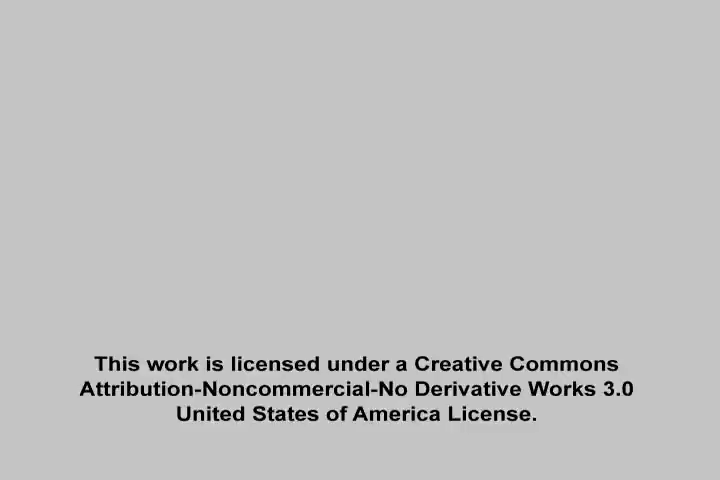 This work is licensed under a Creative Commons
Attribution-Noncommercial-No Derivative Works 3.0
United States of America License.